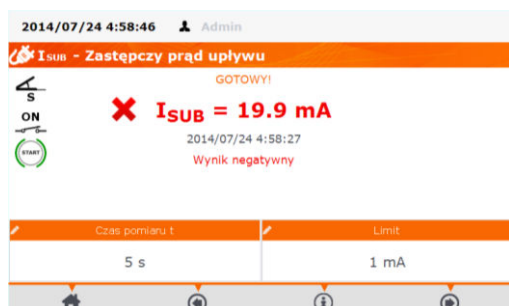 2014/07/24 4:58:46 Admin
ISUB - Zastępczy prąd upływu
GOTOWY!
S
ON
START
ISUB = 19.9 mA
2014/07/24 4:58:27
Wynik negatywny
Czas pomiaru t Limit
5 s 1 mA